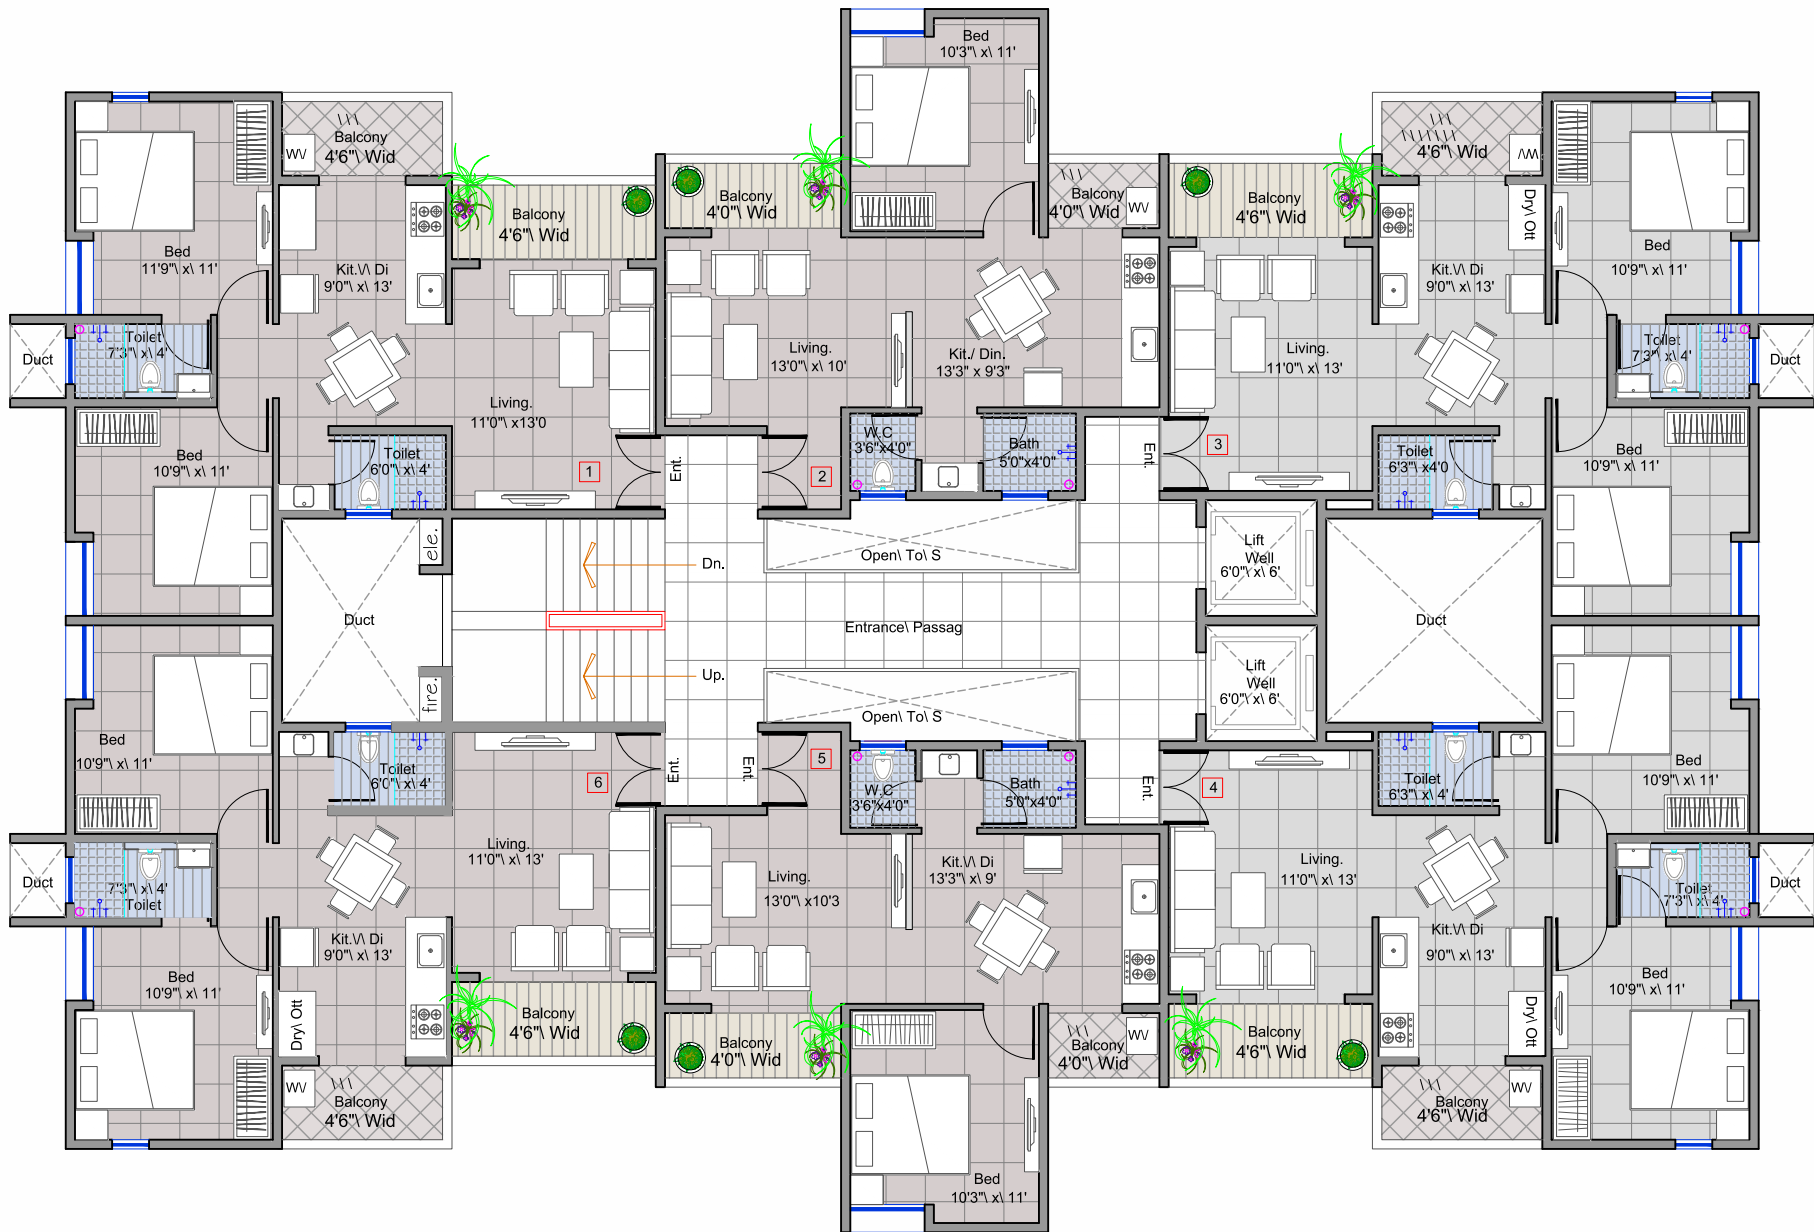 Bed
10'3"\ x\ 11'
Balcony
4'6"\ Wid
W\/
Bed
11'9"\ x\ 11'
Kit.\/\ Di
9'0"\ x\ 13'
Balcony
4'6"\ Wid
Balcony
4'0"\ Wid
Balcony
4'0"\ Wid
W\/
Balcony
4'6"\ Wid
4'6"\ Wid
W\/
Dry\ Ott
Kit.\/\ Di
9'0"\ x\ 13'
Bed
10'9"\ x\ 11'
Duct
Toilet
7'3"\ x\ 4'
Living.
11'0"\ x13'0
Living.
13'0"\ x\ 10'
Kit./ Din.
13'3" x 9'3"
Living.
11'0"\ x\ 13'
Toilet
7'3"\ x\ 4'
Duct
Bed
10'9"\ x\ 11'
Toilet
6'0"\ x\ 4'
1
Ent.
2
W.C
3'6"x4'0"
Bath
5'0"x4'0"
Ent.
3
Toilet
6'3"\ x4'0
Bed
10'9"\ x\ 11'
ele.
Dn.
Open\ To\ S
Lift
Well
6'0"\ x\ 6'
Duct
Entrance\ Passag
Duct
fire.
Up.
Open\ To\ S
Lift
Well
6'0"\ x\ 6'
Bed
10'9"\ x\ 11'
Toilet
6'0"\ x\ 4'
6
Ent.
Ent.
5
W.C
3'6"x4'0"
Bath
5'0"x4'0"
Ent.
4
Toilet
6'3"\ x\ 4'
Bed
10'9"\ x\ 11'
Duct
7'3"\ x\ 4'
Toilet
Living.
11'0"\ x\ 13'
Living.
13'0"\ x10'3
Kit.\/\ Di
13'3"\ x\ 9'
Living.
11'0"\ x\ 13'
Toilet
7'3"\ x\ 4'
Duct
Bed
10'9"\ x\ 11'
Kit.\/\ Di
9'0"\ x\ 13'
Dry\ Ott
Balcony
4'6"\ Wid
Balcony
4'0"\ Wid
Balcony
4'0"\ Wid
W\/
Balcony
4'6"\ Wid
Kit.\/\ Di
9'0"\ x\ 13'
Dry\ Ott
Bed
10'9"\ x\ 11'
W\/
Balcony
4'6"\ Wid
Balcony
4'6"\ Wid
W\/
Bed
10'3"\ x\ 11'